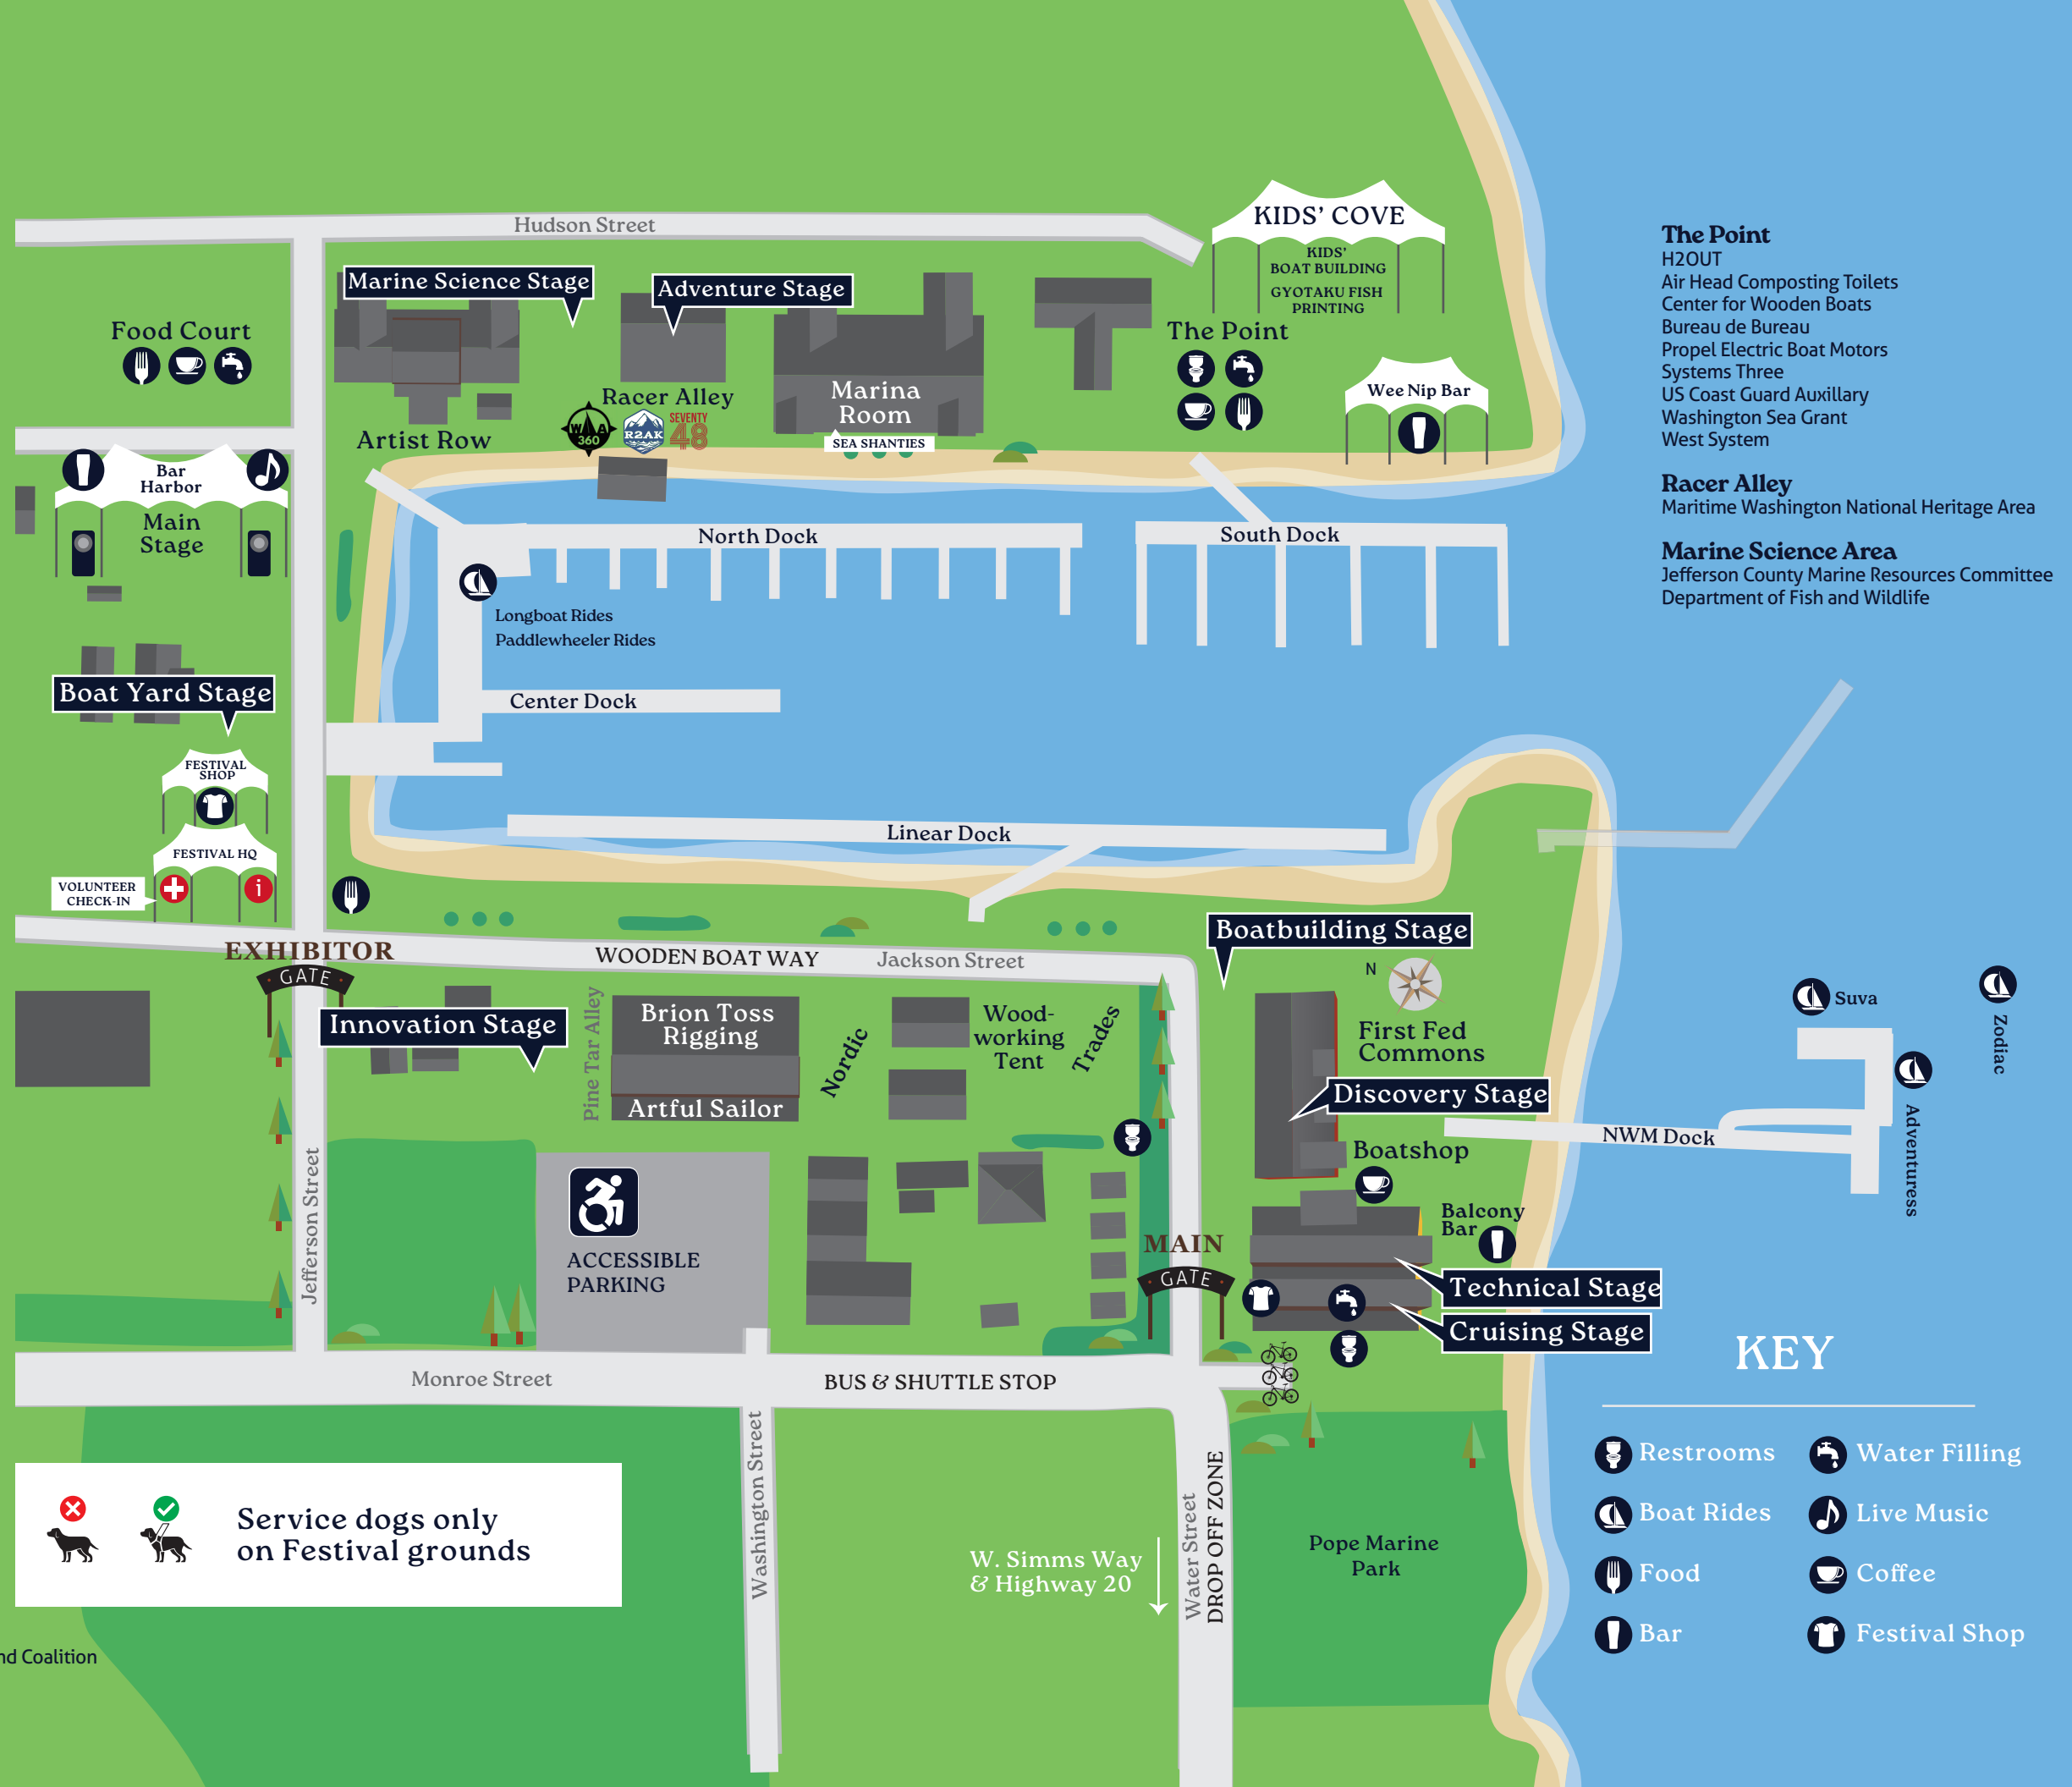 Hudson Street
KIDS' COVE
KIDS'
BOAT BUILDING
GYOTAKU FISH
PRINTING
The Point
H2OUT
Air Head Composting Toilets
Center for Wooden Boats
Bureau de Bureau
Propel Electric Boat Motors
Systems Three
US Coast Guard Auxillary
Washington Sea Grant
West System
Racer Alley
Maritime Washington National Heritage Area
Marine Science Area
Jefferson County Marine Resources Committee
Department of Fish and Wildlife
Marine Science Stage
Adventure Stage
Food Court
The Point
Racer Alley
WA
360
R2AK
SEVENTY
48
Marina
Room
SEA SHANTIES
Wee Nip Bar
Artist Row
Bar
Harbor
Main
Stage
North Dock
South Dock
Longboat Rides
Paddlewheeler Rides
Boat Yard Stage
Center Dock
FESTIVAL
SHOP
FESTIVAL HQ
i
VOLUNTEER
CHECK-IN
Linear Dock
EXHIBITOR
GATE
WOODEN BOAT WAY
Jackson Street
Boatbuilding Stage
N
First Fed
Commons
Suva
Zodiac
Adventuress
Innovation Stage
Pine Tar Alley
Brion Toss
Rigging
Artful Sailor
Nordic
Wood-
working
Tent
Trades
Discovery Stage
NWM Dock
Boatshop
Balcony
Bar
Jefferson Street
ACCESSIBLE
PARKING
MAIN
GATE
Technical Stage
Cruising Stage
Monroe Street
BUS & SHUTTLE STOP
KEY
Restrooms
Water Filling
Boat Rides
Live Music
Food
Coffee
Bar
Festival Shop
Service dogs only
on Festival grounds
Washington Street
W. Simms Way
& Highway 20
Water Street
DROP OFF ZONE
Pope Marine
Park
nd Coalition